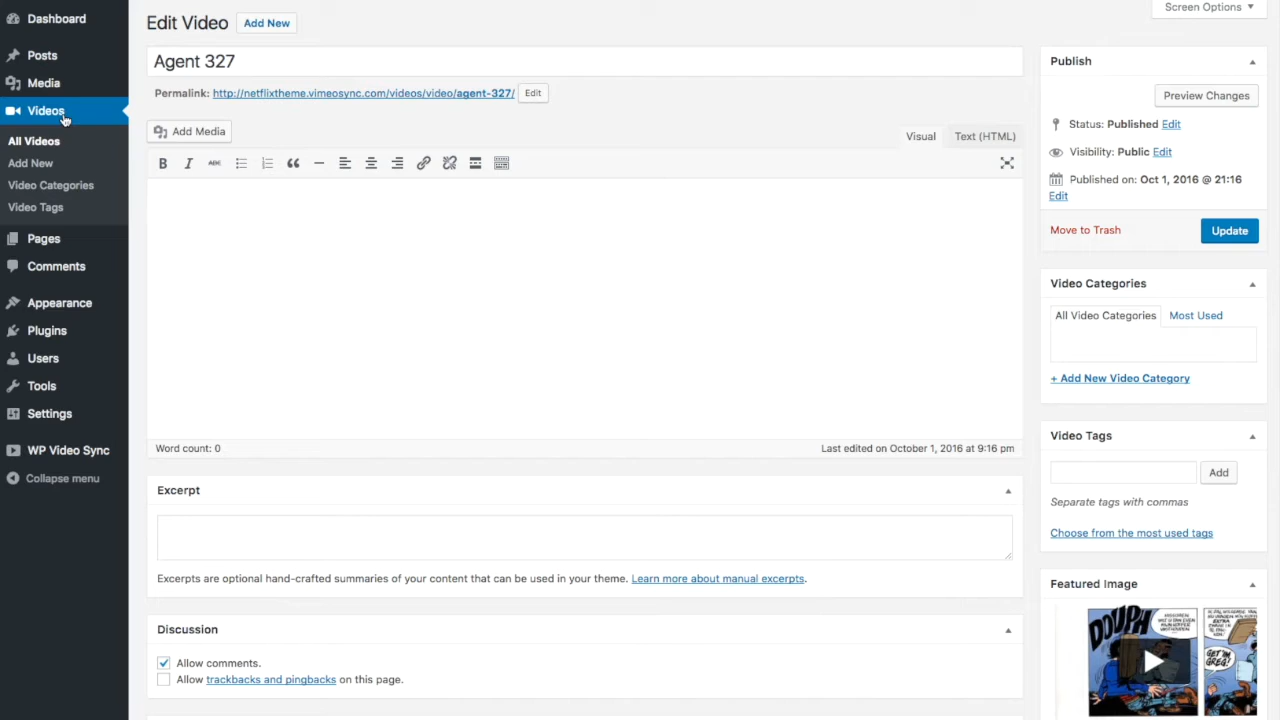 Dashboard
Posts
Media
Videos
All Videos
Add New
Video Categories
Video Tags
Pages
Comments
Appearance
Plugins
Users
Tools
Settings
WP Video Sync
Collapse menu
Screen Options
Edit Video Add New
Agent 327
Permalink: http://netflixtheme.vimeosync.com/videos/video/agent-327/ Edit
Add Media
Visual Text (HTML)
B I ABC
Word count: 0 Last edited on October 1, 2016 at 9:16 pm
Excerpt
Excerpts are optional hand-crafted summaries of your content that can be used in your theme. Learn more about manual excerpts.
Discussion
Allow comments.
Allow trackbacks and pingbacks on this page.
Publish
Preview Changes
Status: Published Edit
Visibility: Public Edit
Published on: Oct 1, 2016 @ 21:16
Edit
Move to Trash Update
Video Categories
All Video Categories Most Used
+ Add New Video Category
Video Tags
Add
Separate tags with commas
Choose from the most used tags
Featured Image
DOUPH
GET 'M
GREG!